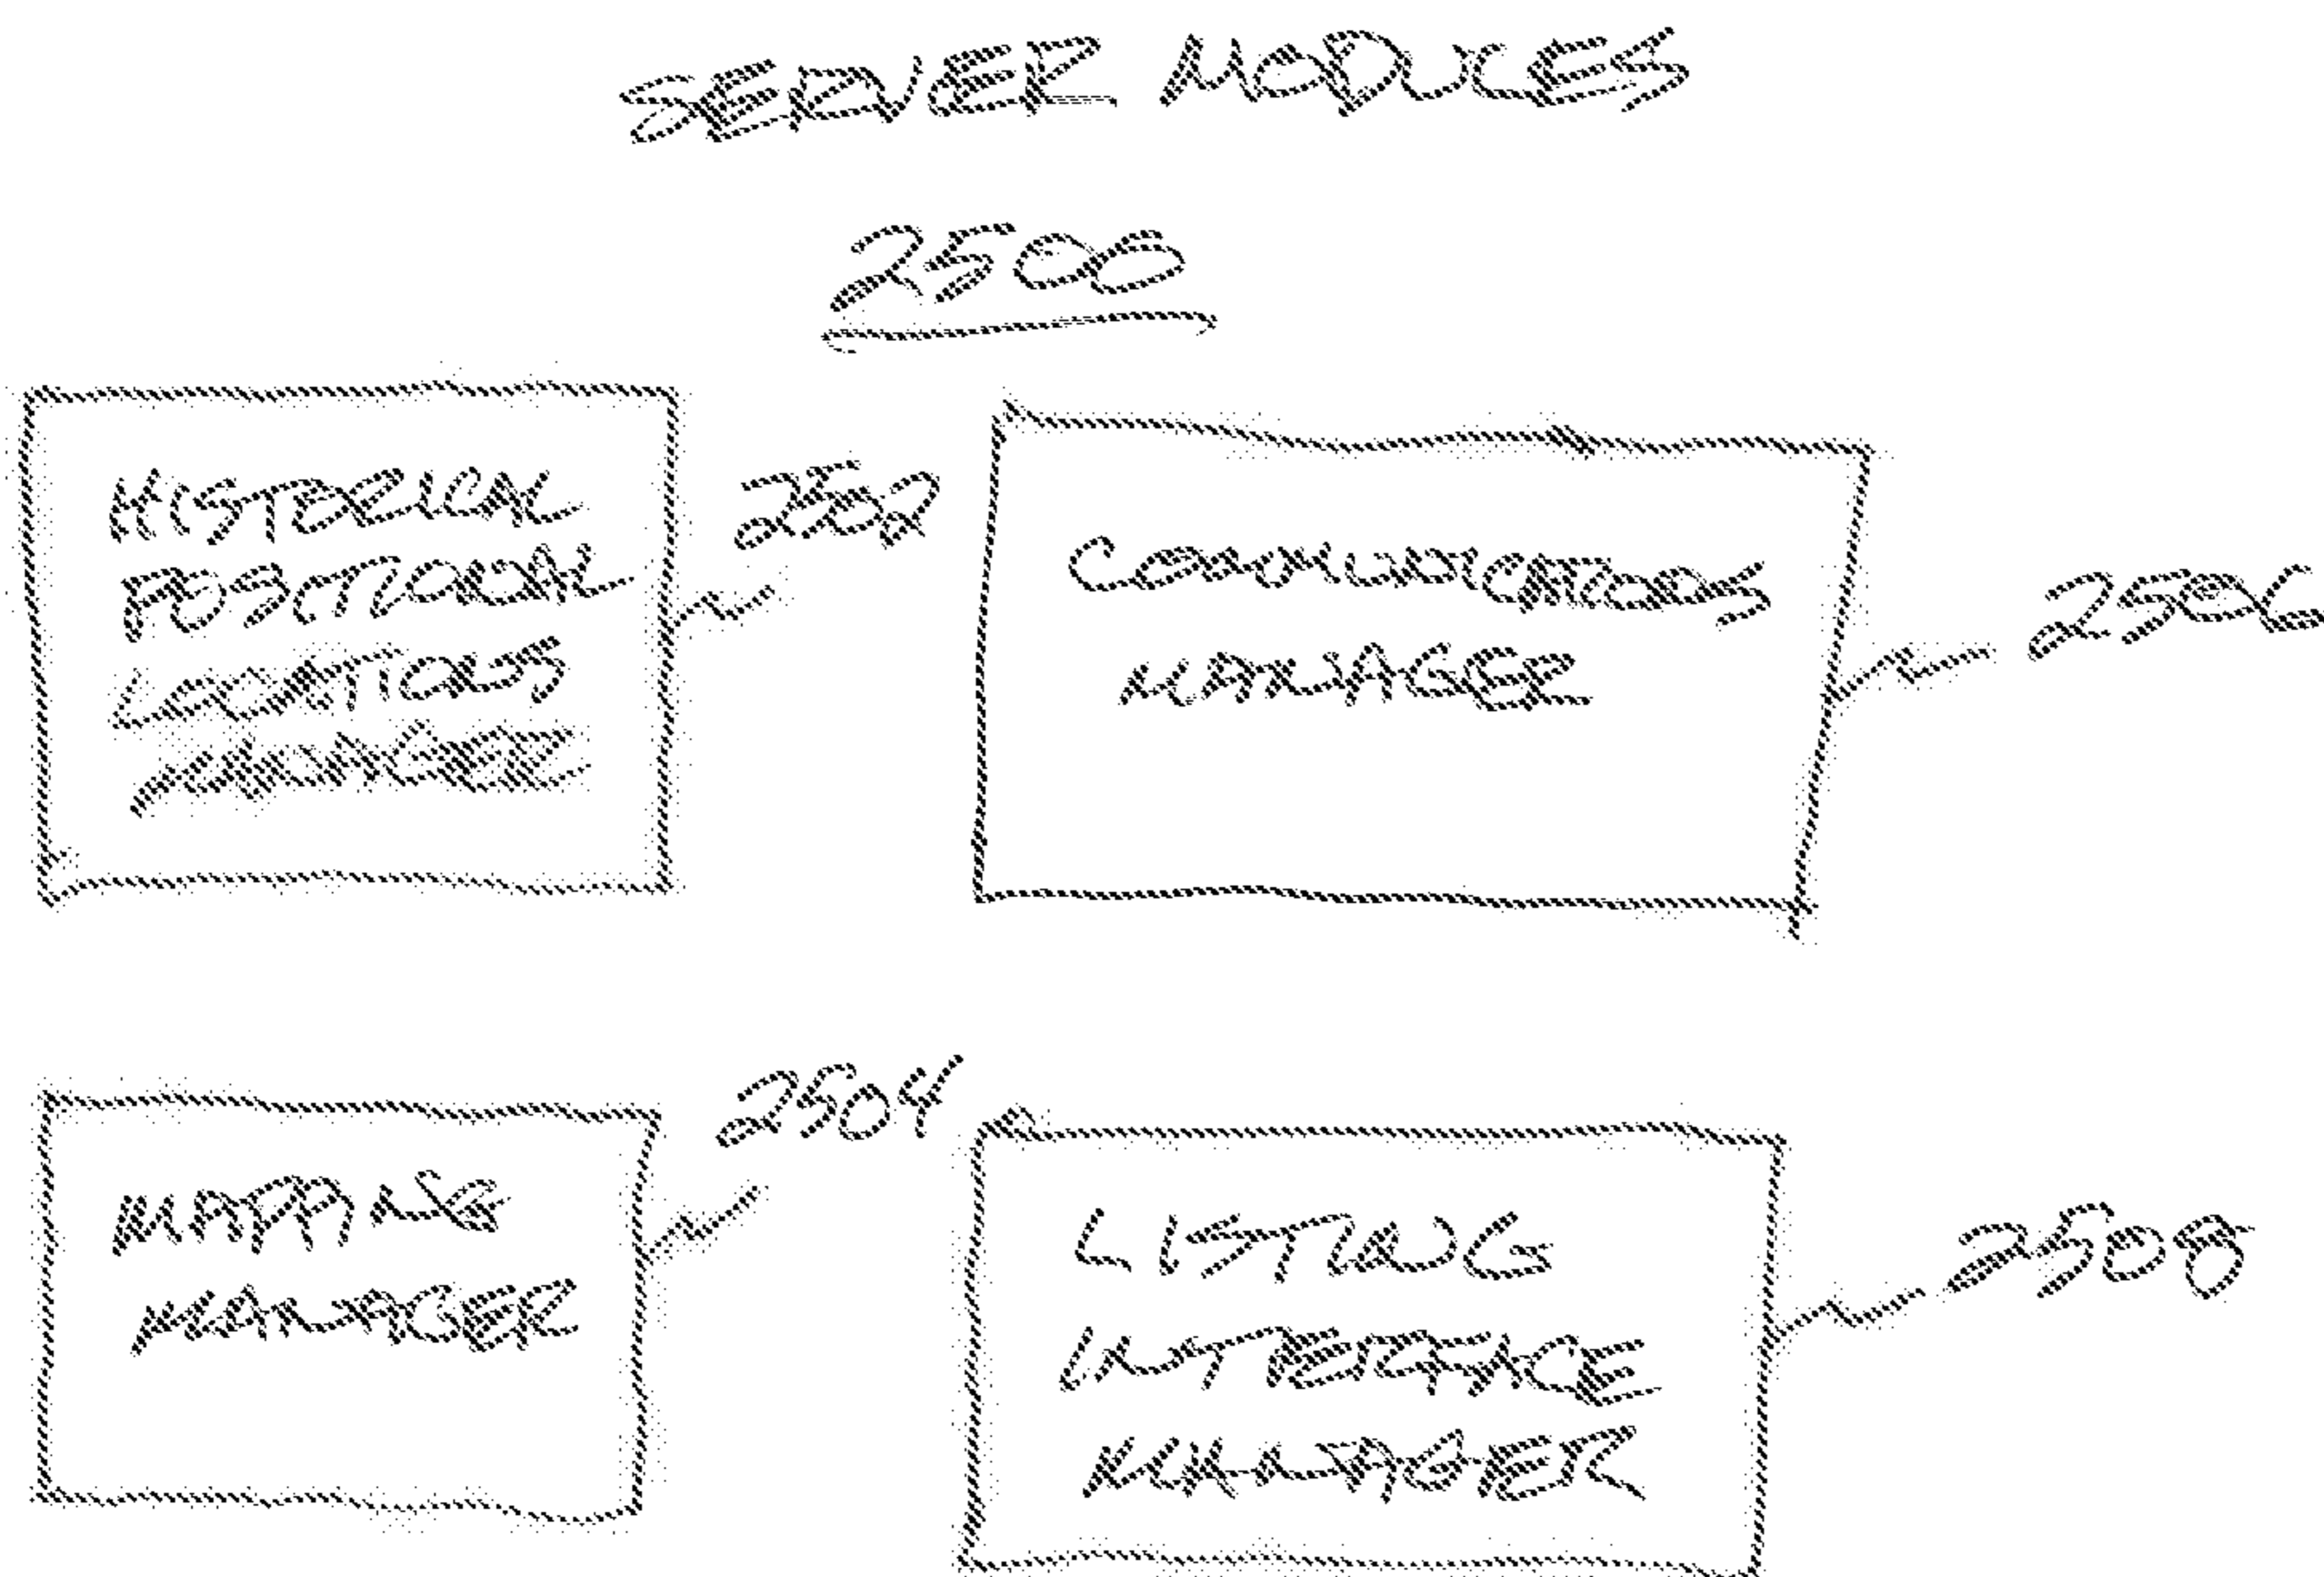 SERVER MODULES
2500
HISTORICAL
POSITIONAL
LOCATIONS
MANAGER
2502
COMMUNICATIONS
MANAGER
2506
MAPPING
MANAGER
2504
LISTING
INTERFACE
MANAGER
2508